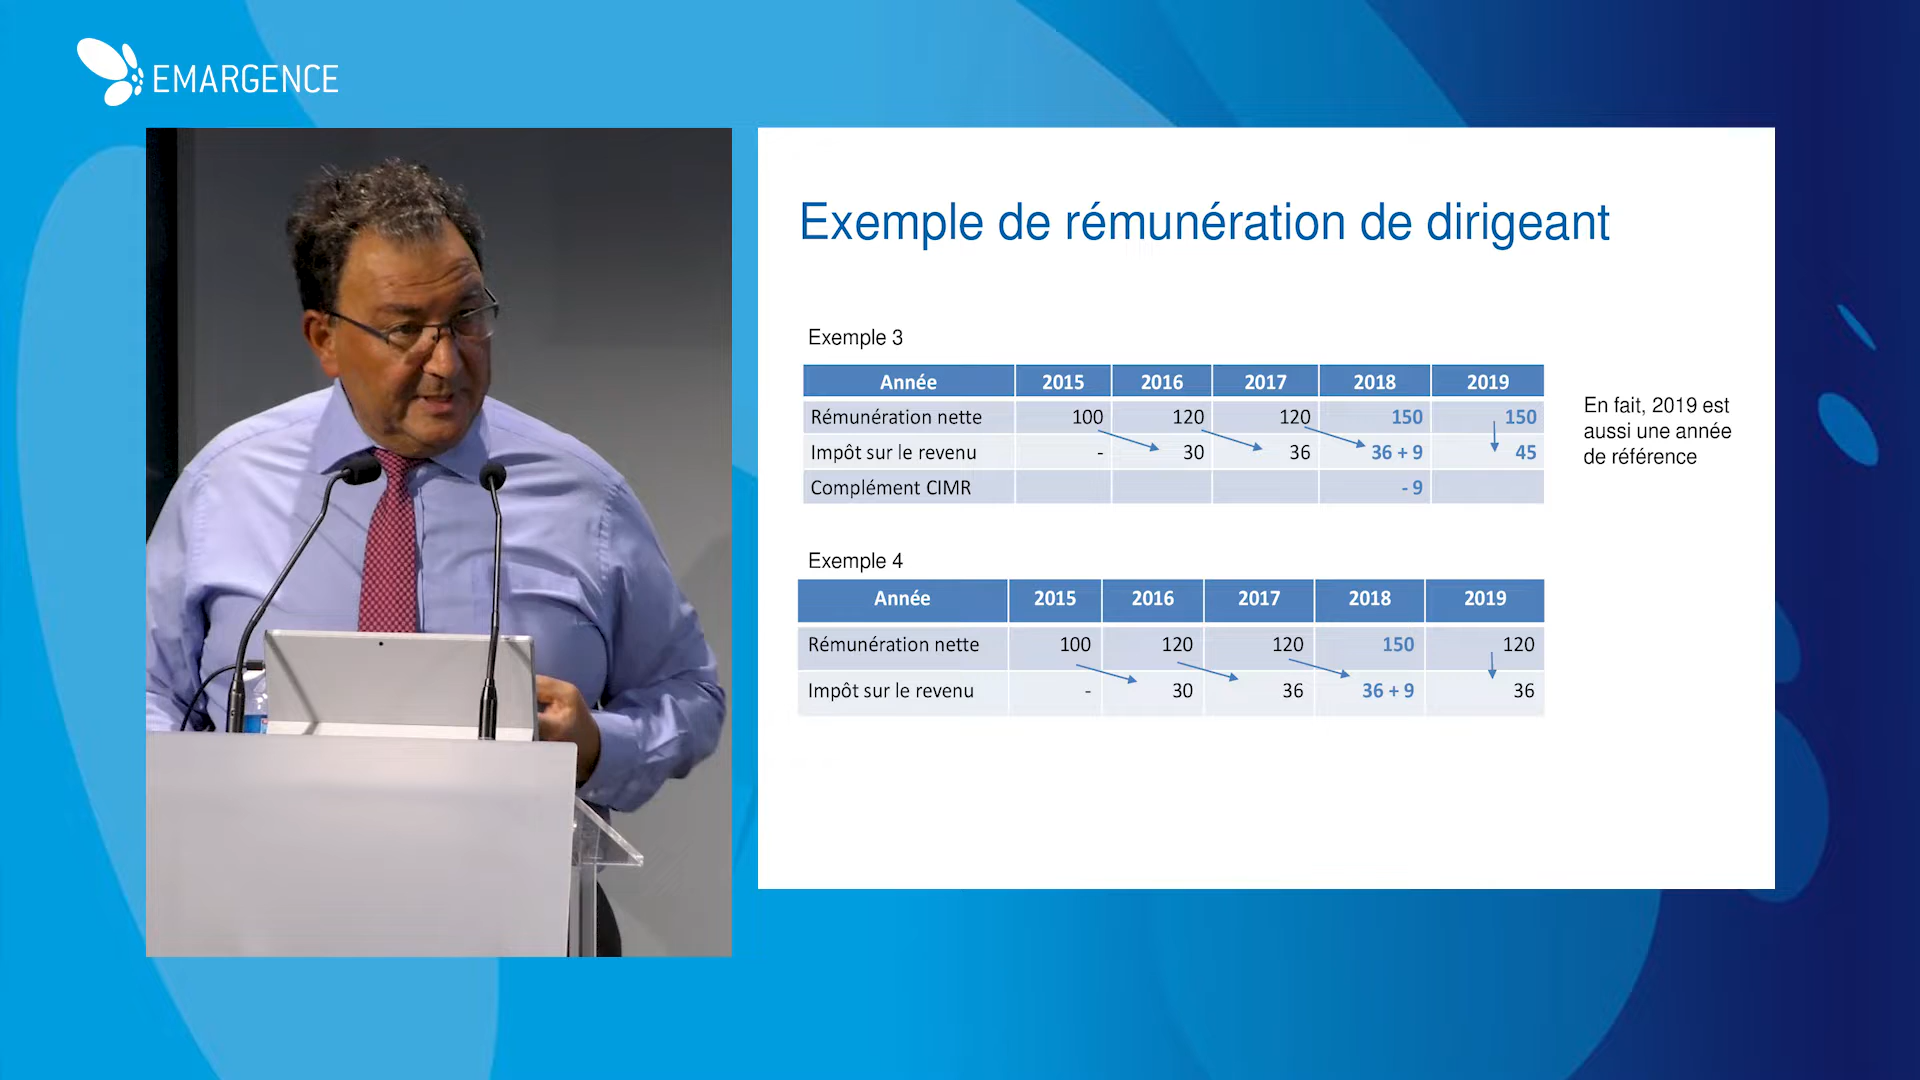 EMARGENCE
Exemple de rémunération de dirigeant
Exemple 3
Année 2015 2016 2017 2018 2019
Rémunération nette 100 120 120 150 150
Impôt sur le revenu - 30 36 36 + 9 45
Complément CIMR - 9
En fait, 2019 est
aussi une année
de référence
Exemple 4
Année 2015 2016 2017 2018 2019
Rémunération nette 100 120 120 150 120
Impôt sur le revenu - 30 36 36 + 9 36